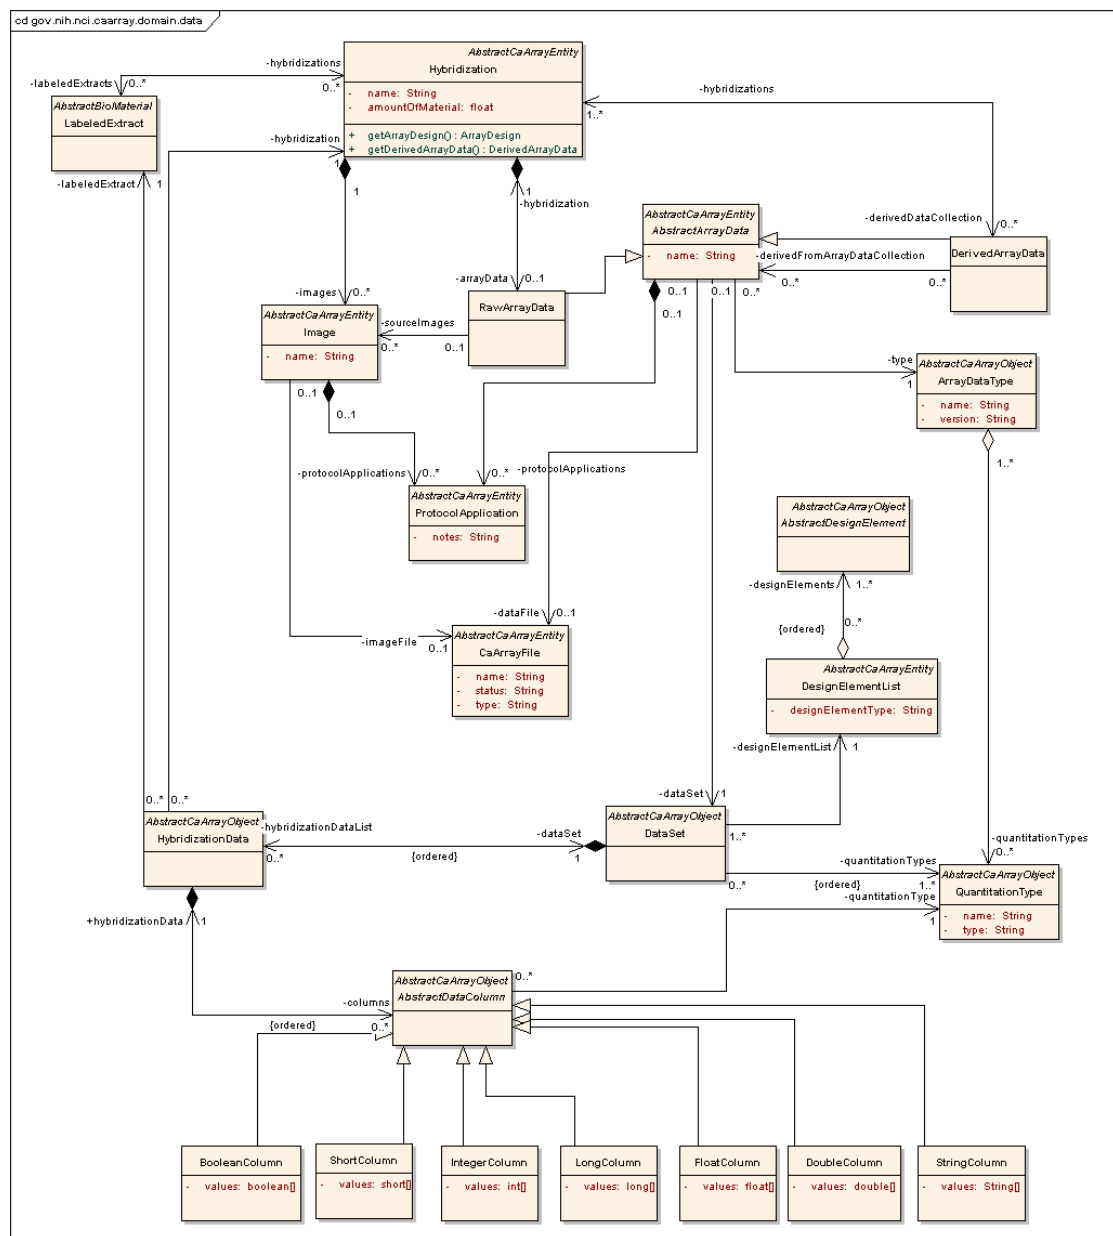 cd gov.nih.nci.caarray.domain.data
AbstractCaArrayEntity
Hybridization
- name: String
- amountOfMaterial: float
+ getArrayDesign() : ArrayDesign
+ getDerivedArrayData() : DerivedArrayData
-hybridizations
0..*
-labeledExtracts
0..*
AbstractBioMaterial
LabeledExtract
-hybridization
1
-labeledExtract
1
-hybridizations
1..*
1
1
-hybridization
AbstractCaArrayEntity
AbstractArrayData
- name: String
-derivedDataCollection
0..*
DerivedArrayData
-derivedFromArrayDataCollection
0..*
0..*
-arrayData
0..1
RawArrayData
-images
0..*
AbstractCaArrayEntity
Image
- name: String
-sourceImages
0..*
0..1
0..1
0..1
0..1
0..*
0..1
0..1
-type
1
AbstractCaArrayObject
ArrayDataType
- name: String
- version: String
1..*
-protocolApplications
0..*
0..*
-protocolApplications
AbstractCaArrayEntity
ProtocolApplication
- notes: String
AbstractCaArrayObject
AbstractDesignElement
-designElements
1..*
{ordered}
0..*
-dataFile
0..1
-imageFile
0..1
AbstractCaArrayEntity
CaArrayFile
- name: String
- status: String
- type: String
AbstractCaArrayEntity
DesignElementList
- designElementType: String
-designElementList
1
-dataSet
1
0..*
0..*
AbstractCaArrayObject
HybridizationData
-hybridizationDataList
0..*
{ordered}
-dataSet
1
AbstractCaArrayObject
DataSet
1..*
0..*
-quantitationTypes
0..*
-quantitationTypes
{ordered}
1..*
-quantitationType
1
AbstractCaArrayObject
QuantitationType
- name: String
- type: String
+hybridizationData
1
-columns
{ordered}
0..*
AbstractCaArrayObject
AbstractDataColumn
0..*
BooleanColumn
- values: boolean[]
ShortColumn
- values: short[]
IntegerColumn
- values: int[]
LongColumn
- values: long[]
FloatColumn
- values: float[]
DoubleColumn
- values: double[]
StringColumn
- values: String[]